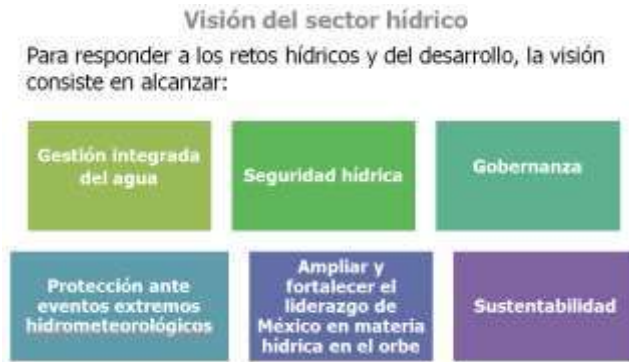 Visión del sector hídrico
Para responder a los retos hídricos y del desarrollo, la visión
consiste en alcanzar:
Gestión integrada
del agua
Seguridad hídrica
Gobernanza
Protección ante
eventos extremos
hidrometeorológicos
Ampliar y
fortalecer el
liderazgo de
México en materia
hídrica en el orbe
Sustentabilidad